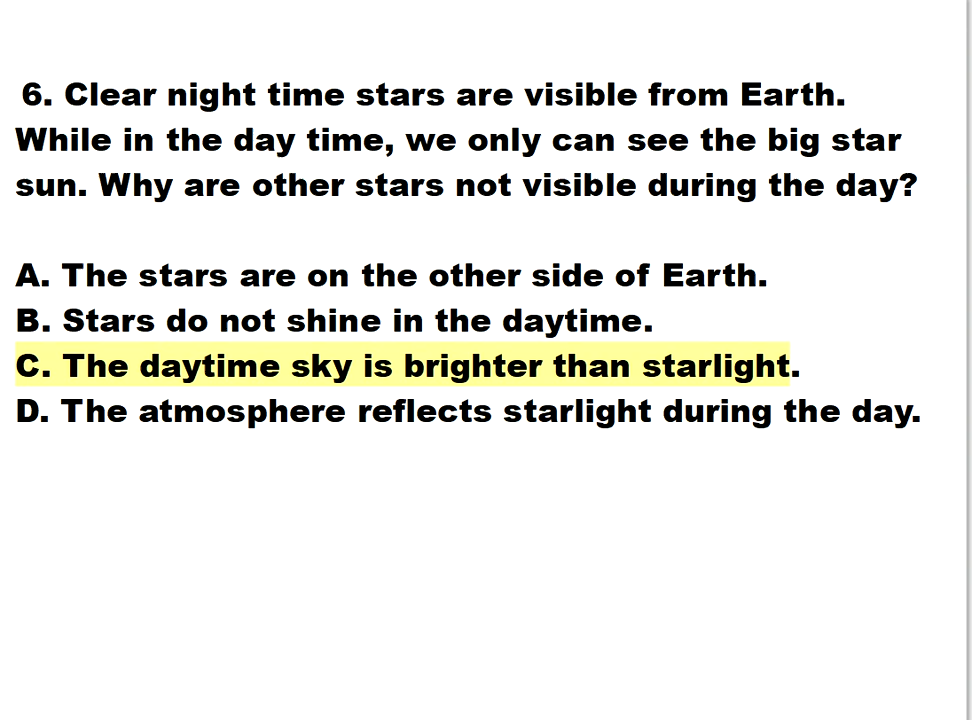 6. Clear night time stars are visible from Earth.
While in the day time, we only can see the big star
sun. Why are other stars not visible during the day?
A. The stars are on the other side of Earth.
B. Stars do not shine in the daytime.
C. The daytime sky is brighter than starlight.
D. The atmosphere reflects starlight during the day.